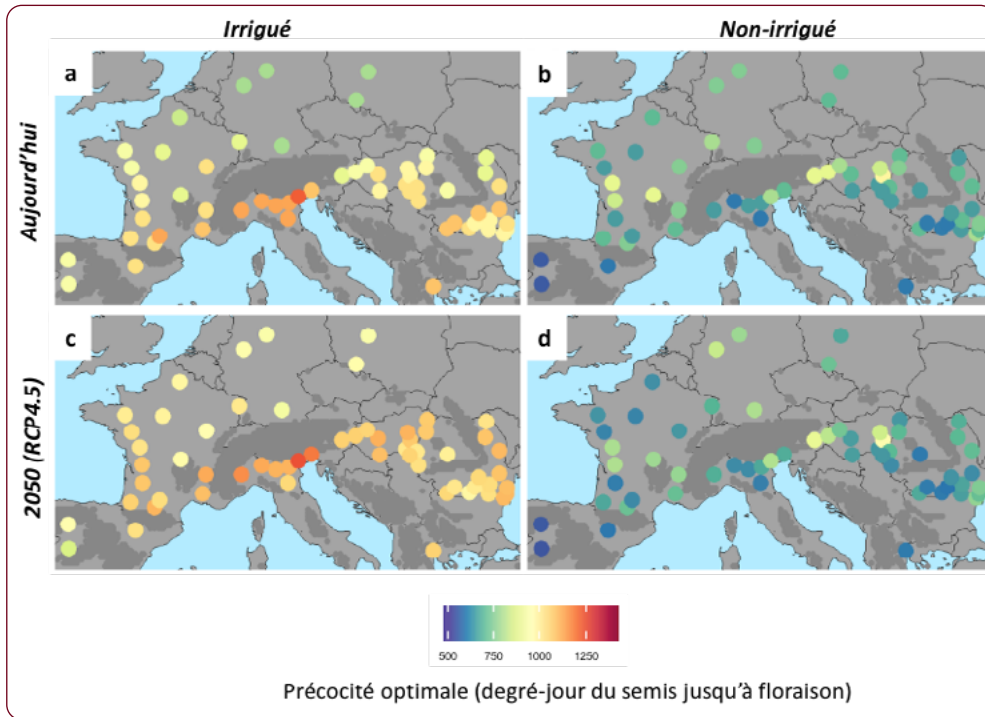 Irrigué
Non-irrigué
Aujourd'hui
a
b
2050 (RCP4.5)
c
d
500 750 1000 1250
Précocité optimale (degré-jour du semis jusqu'à floraison)